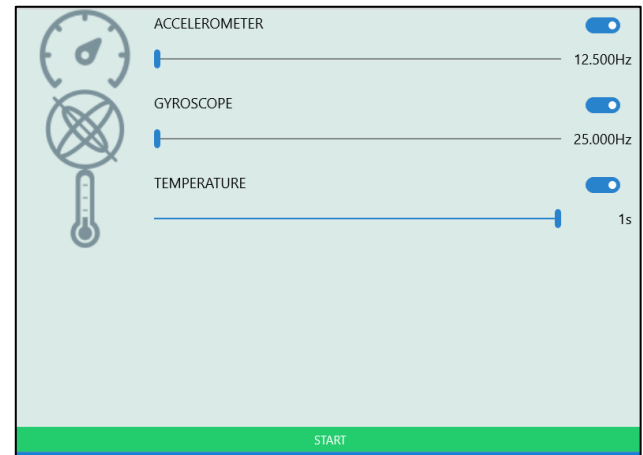 ACCELEROMETER
12.500Hz
GYROSCOPE
25.000Hz
TEMPERATURE
1s
START